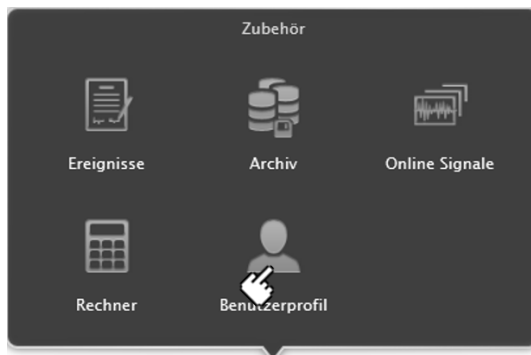 Zubehör
Ereignisse Archiv Online Signale
Rechner Benutzerprofil